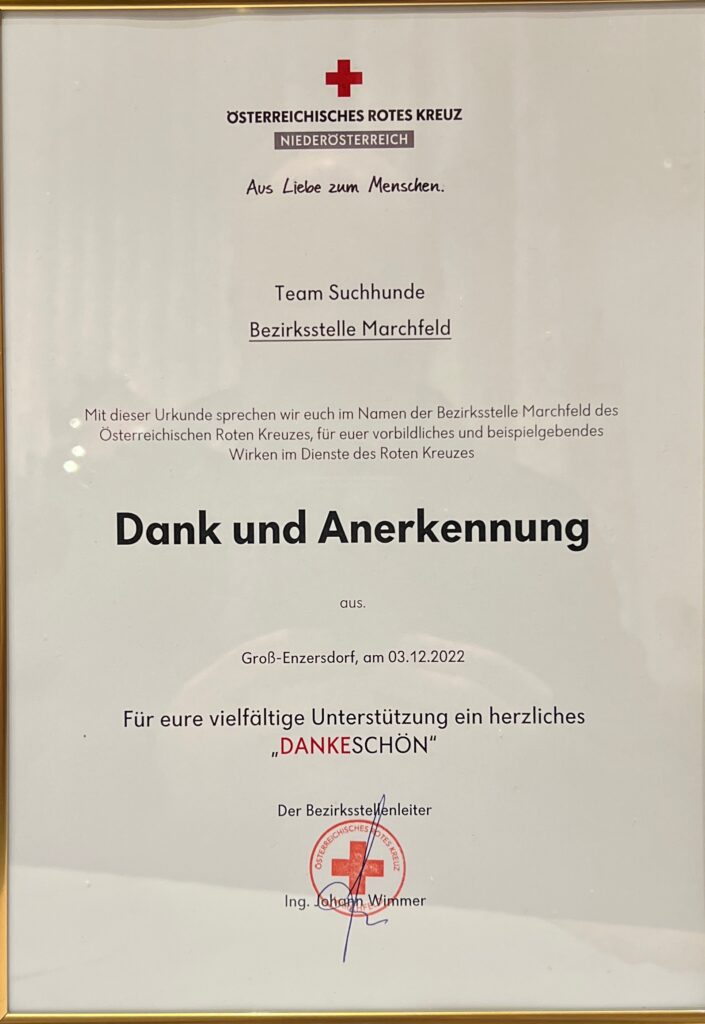 ÖSTERREICHISCHES ROTES KREUZ
NIEDERÖSTERREICH
Aus Liebe zum Menschen.
Team Suchhunde
Bezirksstelle Marchfeld
Mit dieser Urkunde sprechen wir euch im Namen der Bezirksstelle Marchfeld des
Österreichischen Roten Kreuzes, für euer vorbildliches und beispielgebendes
Wirken im Dienste des Roten Kreuzes
Dank und Anerkennung
aus.
Groß-Enzersdorf, am 03.12.2022
Für eure vielfältige Unterstützung ein herzliches
„DANKESCHÖN“
Der Bezirksstellenleiter
ÖSTERREICHISCHES ROTES KREUZ
Ing. Johann Wimmer